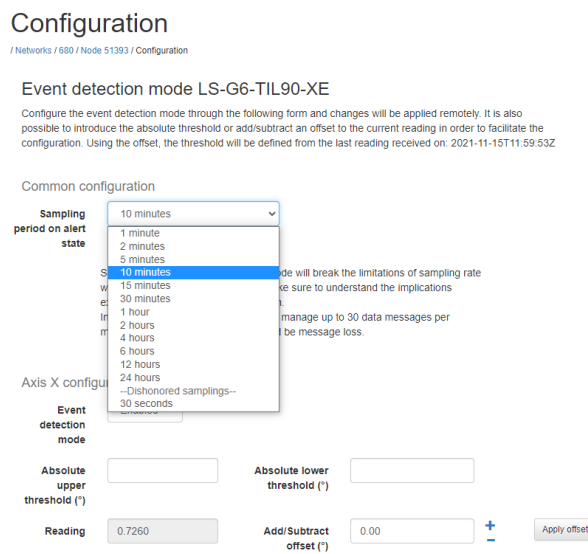 Configuration
/ Networks / 680 / Node 51393 / Configuration
Event detection mode LS-G6-TIL90-XE
Configure the event detection mode through the following form and changes will be applied remotely. It is also
possible to introduce the absolute threshold or add/subtract an offset to the current reading in order to facilitate the
configuration. Using the offset, the threshold will be defined from the last reading received on: 2021-11-15T11:59:53Z
Common configuration
Sampling
period on alert
state
10 minutes
1 minute
2 minutes
5 minutes
10 minutes
15 minutes
30 minutes
1 hour
2 hours
4 hours
6 hours
12 hours
24 hours
--Dishonored samplings--
30 seconds
will break the limitations of sampling rate
sure to understand the implications
manage up to 30 data messages per
be message loss.
Axis X
Event
detection
mode
Enabled
Absolute
upper
threshold (°)
Absolute lower
threshold (°)
Reading
0.7260
Add/Subtract
offset (°)
0.00
+
-
Apply offset